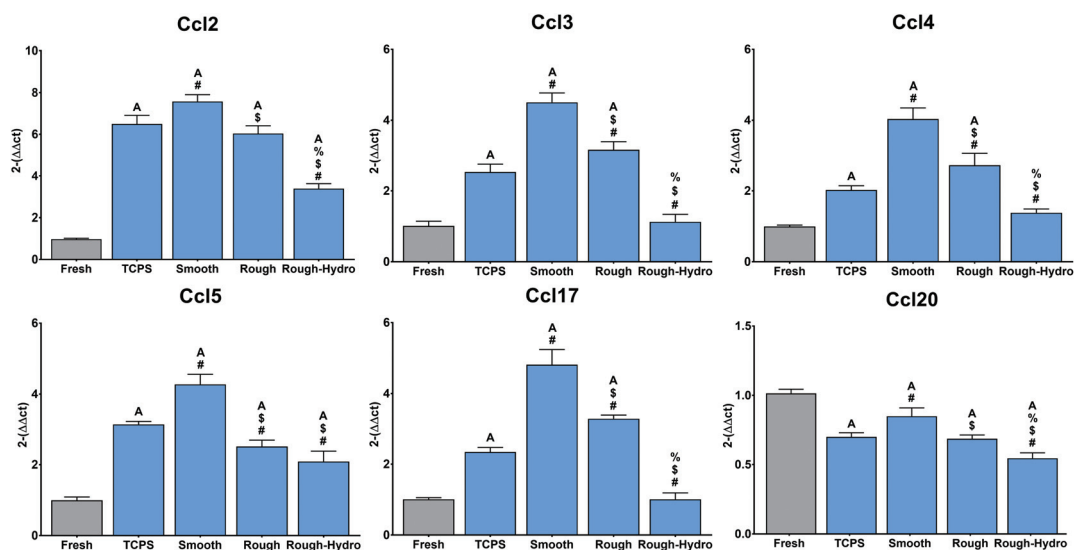 Ccl2
2-(ΔΔct)
10
8
6
4
2
0
A
A
#
A
$
A
%
$
#
Fresh TCPS Smooth Rough Rough-Hydro
Ccl3
2-(ΔΔct)
6
4
2
0
A
A
#
A
$
#
%
$
#
Fresh TCPS Smooth Rough Rough-Hydro
Ccl4
2-(ΔΔct)
6
4
2
0
A
A
#
A
$
#
%
$
#
Fresh TCPS Smooth Rough Rough-Hydro
Ccl5
2-(ΔΔct)
6
4
2
0
A
A
#
A
$
#
A
$
#
Fresh TCPS Smooth Rough Rough-Hydro
Ccl17
2-(ΔΔct)
6
4
2
0
A
A
#
A
$
#
%
$
#
Fresh TCPS Smooth Rough Rough-Hydro
Ccl20
2-(ΔΔct)
1.5
1.0
0.5
0.0
A
A
#
A
$
A
%
$
#
Fresh TCPS Smooth Rough Rough-Hydro